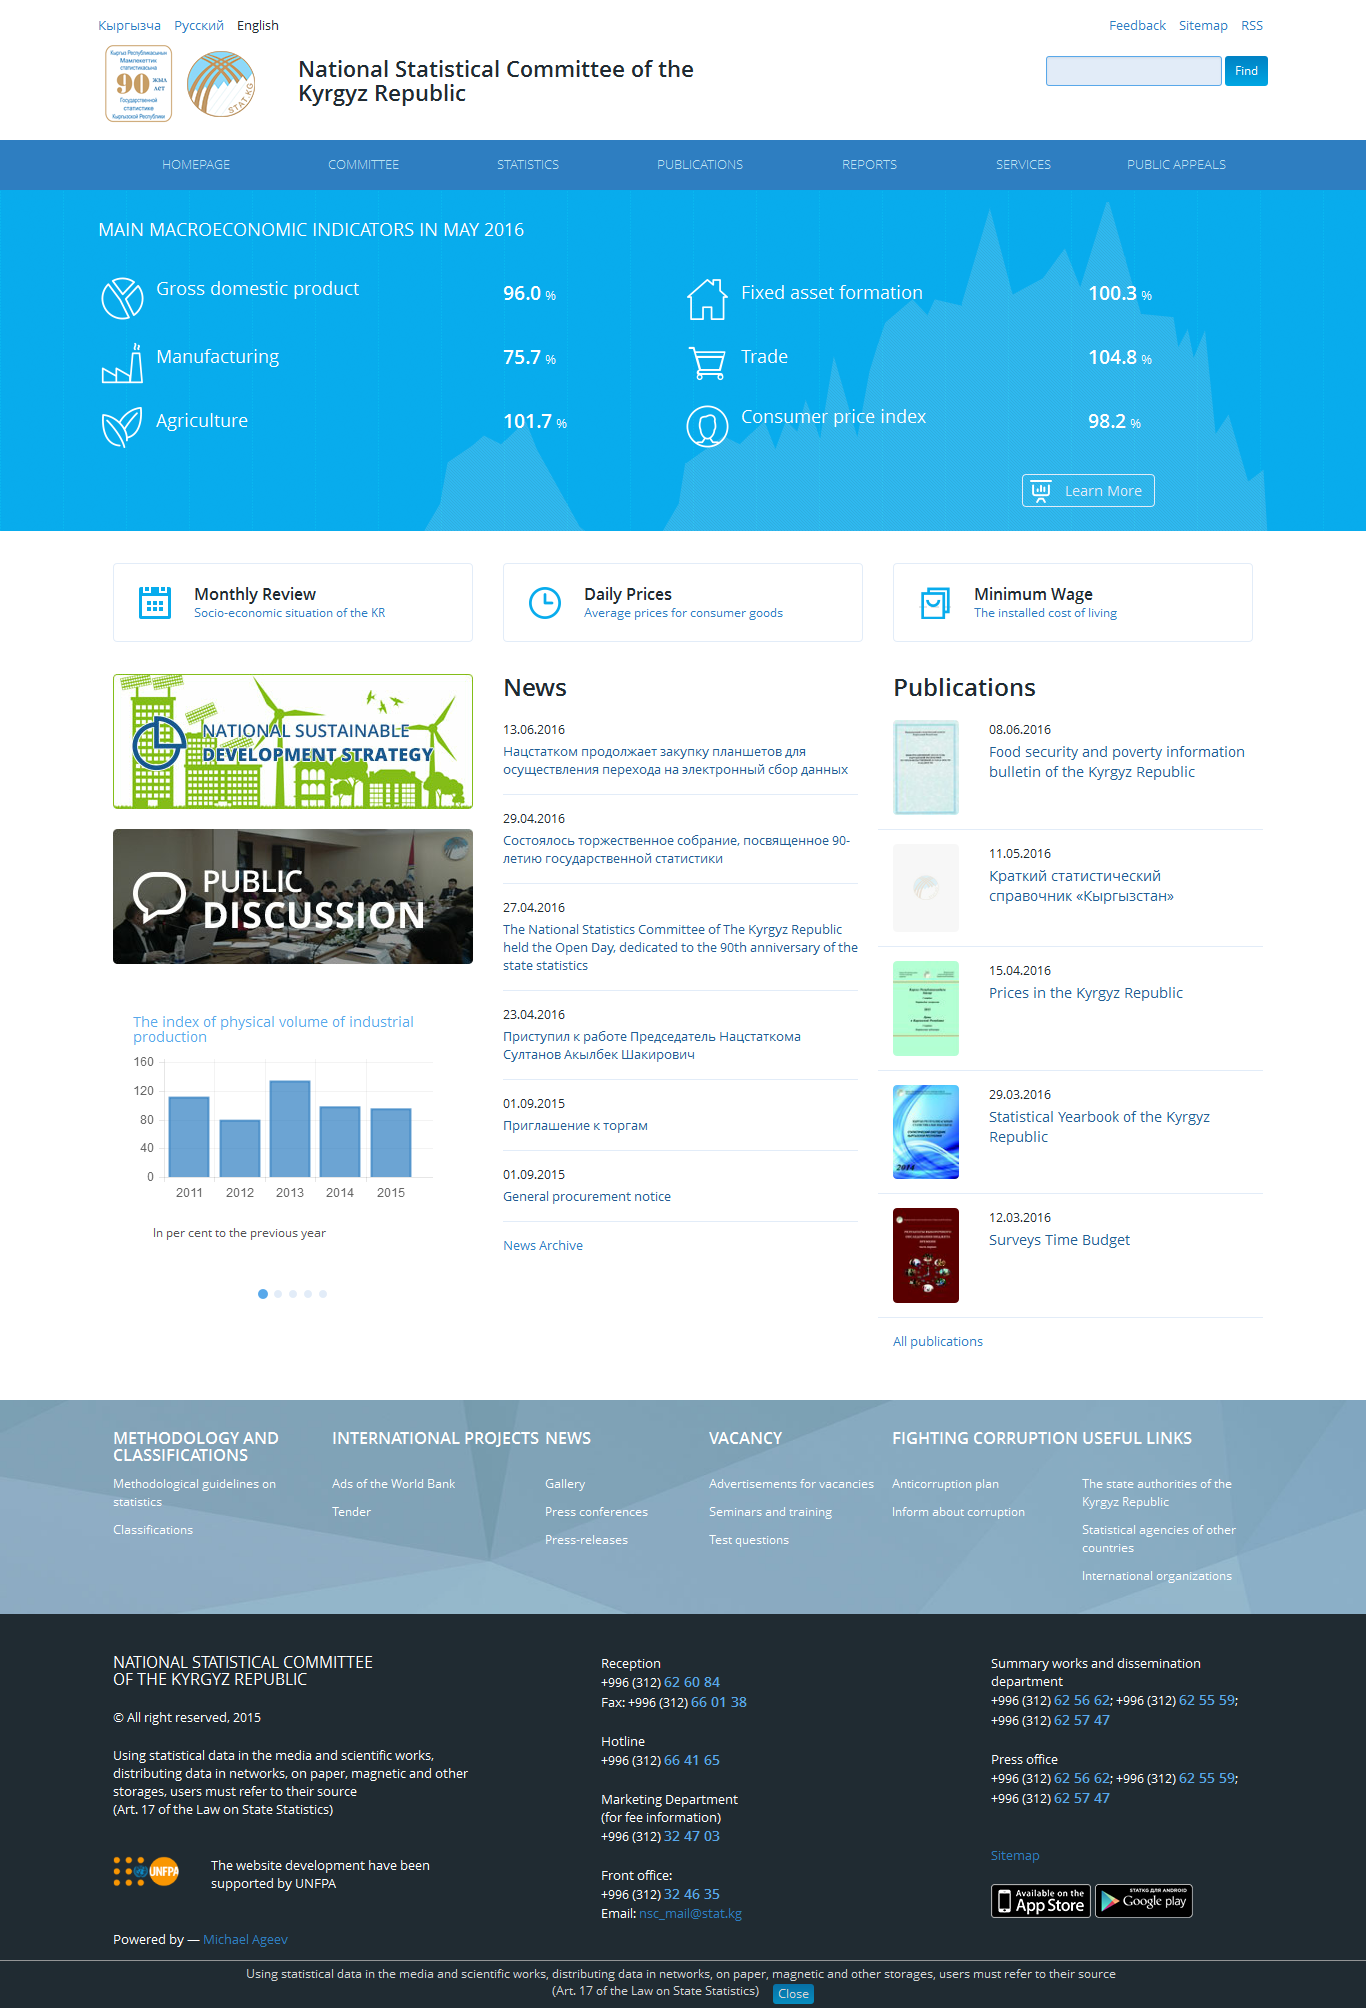 Кыргызча Русский English
Feedback Sitemap RSS
Кыргыз Республикасынын
Мамлекеттик
статистикасына
90 ЖЫЛ
ЛЕТ
Государственной
статистике
Кыргызской Республики
STAT.KG
National Statistical Committee of the
Kyrgyz Republic
Find
HOMEPAGE COMMITTEE STATISTICS PUBLICATIONS REPORTS SERVICES PUBLIC APPEALS
MAIN MACROECONOMIC INDICATORS IN MAY 2016
Gross domestic product 96.0 %
Fixed asset formation 100.3 %
Manufacturing 75.7 %
Trade 104.8 %
Agriculture 101.7 %
Consumer price index 98.2 %
Learn More
Monthly Review
Socio-economic situation of the KR
Daily Prices
Average prices for consumer goods
Minimum Wage
The installed cost of living
NATIONAL SUSTAINABLE
DEVELOPMENT STRATEGY
PUBLIC
DISCUSSION
The index of physical volume of industrial
production
160
120
80
40
0
2011 2012 2013 2014 2015
In per cent to the previous year
News
13.06.2016
Нацстатком продолжает закупку планшетов для
осуществления перехода на электронный сбор данных
29.04.2016
Состоялось торжественное собрание, посвященное 90-
летию государственной статистики
27.04.2016
The National Statistics Committee of The Kyrgyz Republic
held the Open Day, dedicated to the 90th anniversary of the
state statistics
23.04.2016
Приступил к работе Председатель Нацстаткома
Султанов Акылбек Шакирович
01.09.2015
Приглашение к торгам
01.09.2015
General procurement notice
News Archive
Publications
08.06.2016
Food security and poverty information
bulletin of the Kyrgyz Republic
11.05.2016
Краткий статистический
справочник «Кыргызстан»
15.04.2016
Prices in the Kyrgyz Republic
29.03.2016
Statistical Yearbook of the Kyrgyz
Republic
2014
12.03.2016
Surveys Time Budget
All publications
METHODOLOGY AND
CLASSIFICATIONS
Methodological guidelines on
statistics
Classifications
INTERNATIONAL PROJECTS
Ads of the World Bank
Tender
NEWS
Gallery
Press conferences
Press-releases
VACANCY
Advertisements for vacancies
Seminars and training
Test questions
FIGHTING CORRUPTION
Anticorruption plan
Inform about corruption
USEFUL LINKS
The state authorities of the
Kyrgyz Republic
Statistical agencies of other
countries
International organizations
NATIONAL STATISTICAL COMMITTEE
OF THE KYRGYZ REPUBLIC
© All right reserved, 2015
Using statistical data in the media and scientific works,
distributing data in networks, on paper, magnetic and other
storages, users must refer to their source
(Art. 17 of the Law on State Statistics)
UNFPA
The website development have been
supported by UNFPA
Powered by — Michael Ageev
Reception
+996 (312) 62 60 84
Fax: +996 (312) 66 01 38
Hotline
+996 (312) 66 41 65
Marketing Department
(for fee information)
+996 (312) 32 47 03
Front office:
+996 (312) 32 46 35
Email: nsc_mail@stat.kg
Summary works and dissemination
department
+996 (312) 62 56 62; +996 (312) 62 55 59;
+996 (312) 62 57 47
Press office
+996 (312) 62 56 62; +996 (312) 62 55 59;
+996 (312) 62 57 47
Sitemap
Available on the
App Store
STATKG ДЛЯ ANDROID
Google play
Using statistical data in the media and scientific works, distributing data in networks, on paper, magnetic and other storages, users must refer to their source
(Art. 17 of the Law on State Statistics) Close